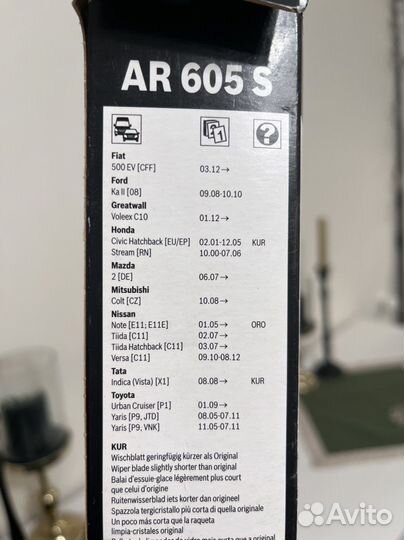 AR 605 S
1 ?
Fiat
500 EV [CFF] 03.12→
Ford
Ka II [08] 09.08-10.10
Greatwall
Voleex C10 01.12→
Honda
Civic Hatchback [EU/EP] 02.01-12.05 KUR
Stream [RN] 10.00-07.06
Mazda
2 [DE] 06.07→
Mitsubishi
Colt [CZ] 10.08→
Nissan
Note [E11; E11E] 01.05→ ORO
Tiida [C11] 02.07→
Tiida Hatchback [C11] 03.07→
Versa [C11] 09.10-08.12
Tata
Indica (Vista) [X1] 08.08→ KUR
Toyota
Urban Cruiser [P1] 01.09→
Yaris [P9, JTD] 08.05-07.11
Yaris [P9, VNK] 11.05-07.11
KUR
Wischblatt geringfügig kürzer als Original
Wiper blade slightly shorter than original
Balai d'essuie-glace légèrement plus court
que celui d'origine
Ruitenwisserblad iets korter dan origineel
Spazzola tergicristallo più corta di quella originale
Un poco más corta que la raqueta
limpia-cristales original
Avito